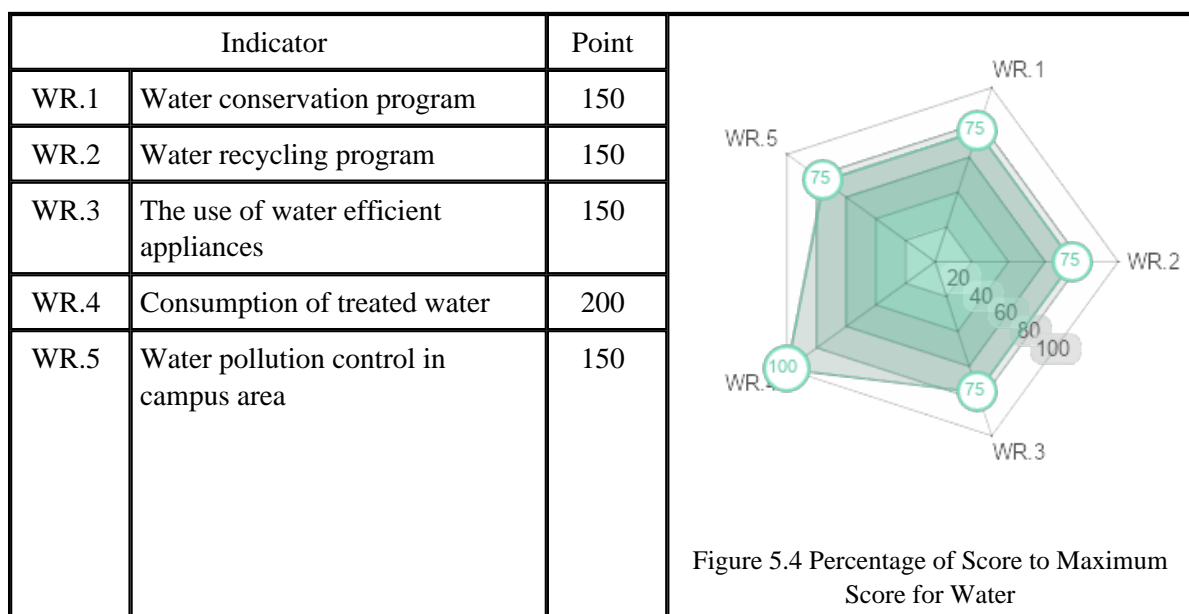 Indicator Point
WR.1 Water conservation program 150
WR.2 Water recycling program 150
WR.3 The use of water efficient
appliances 150
WR.4 Consumption of treated water 200
WR.5 Water pollution control in
campus area 150
WR.1
75
WR.5
75
75
WR.2
20
40
60
80
100
100
WR.4
75
WR.3
Figure 5.4 Percentage of Score to Maximum
Score for Water